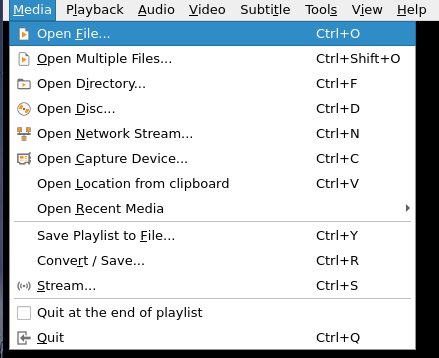 Media Playback Audio Video Subtitle Tools View Help
Open File... Ctrl+O
Open Multiple Files... Ctrl+Shift+O
Open Directory... Ctrl+F
Open Disc... Ctrl+D
Open Network Stream... Ctrl+N
Open Capture Device... Ctrl+C
Open Location from clipboard Ctrl+V
Open Recent Media
Save Playlist to File... Ctrl+Y
Convert / Save... Ctrl+R
Stream... Ctrl+S
Quit at the end of playlist
Quit Ctrl+Q